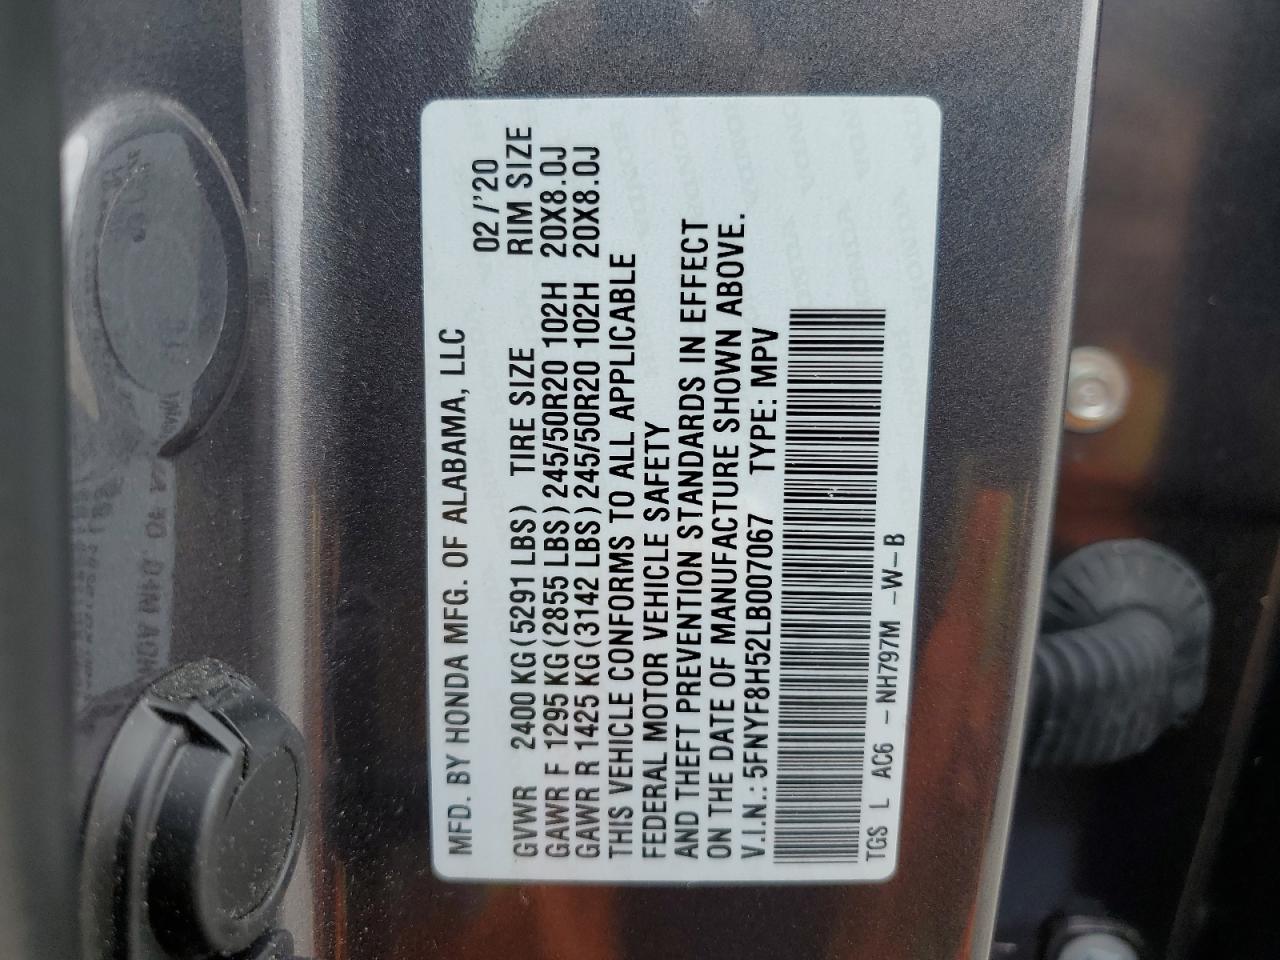 MFD. BY HONDA MFG. OF ALABAMA, LLC
02/'20
GVWR 2400 KG(5291 LBS) TIRE SIZE RIM SIZE
GAWR F 1295 KG(2855 LBS)245/50R20 102H 20X8.0J
GAWR R 1425 KG(3142 LBS)245/50R20 102H 20X8.0J
THIS VEHICLE CONFORMS TO ALL APPLICABLE
FEDERAL MOTOR VEHICLE SAFETY
AND THEFT PREVENTION STANDARDS IN EFFECT
ON THE DATE OF MANUFACTURE SHOWN ABOVE.
V.I.N.: 5FNYF8H52LB007067 TYPE: MPV
TGS L AC6 -NH797M -W-B